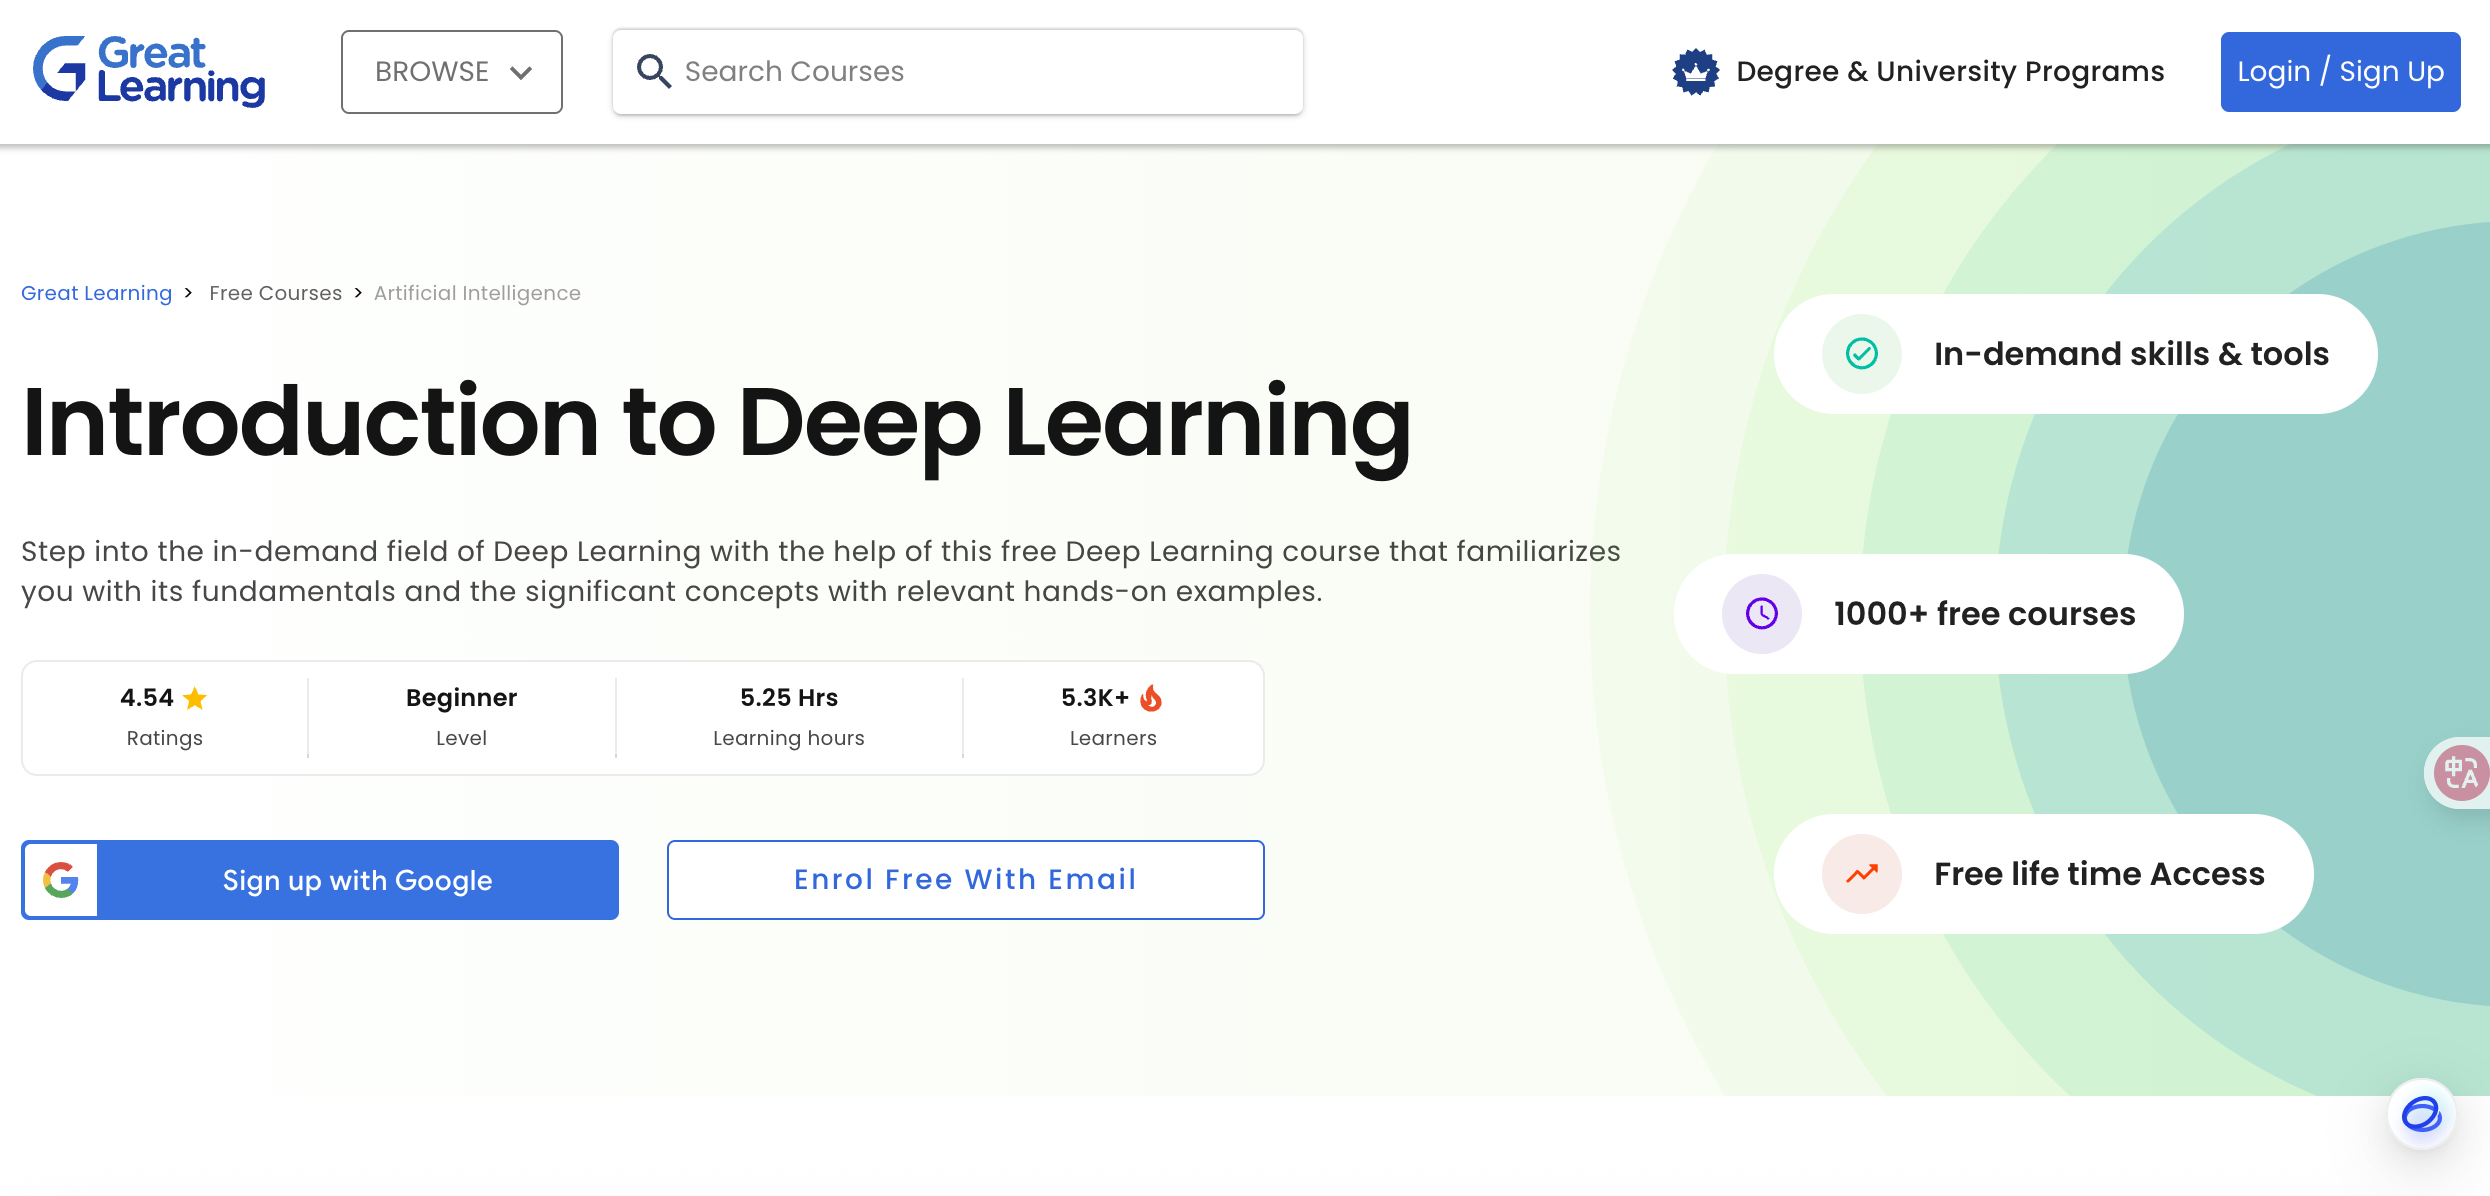 Great
Learning
BROWSE
Search Courses
Degree & University Programs
Login / Sign Up
Great Learning > Free Courses > Artificial Intelligence
Introduction to Deep Learning
Step into the in-demand field of Deep Learning with the help of this free Deep Learning course that familiarizes
you with its fundamentals and the significant concepts with relevant hands-on examples.
4.54
Ratings
Beginner
Level
5.25 Hrs
Learning hours
5.3K+
Learners
Sign up with Google
Enrol Free With Email
In-demand skills & tools
1000+ free courses
Free life time Access
中A